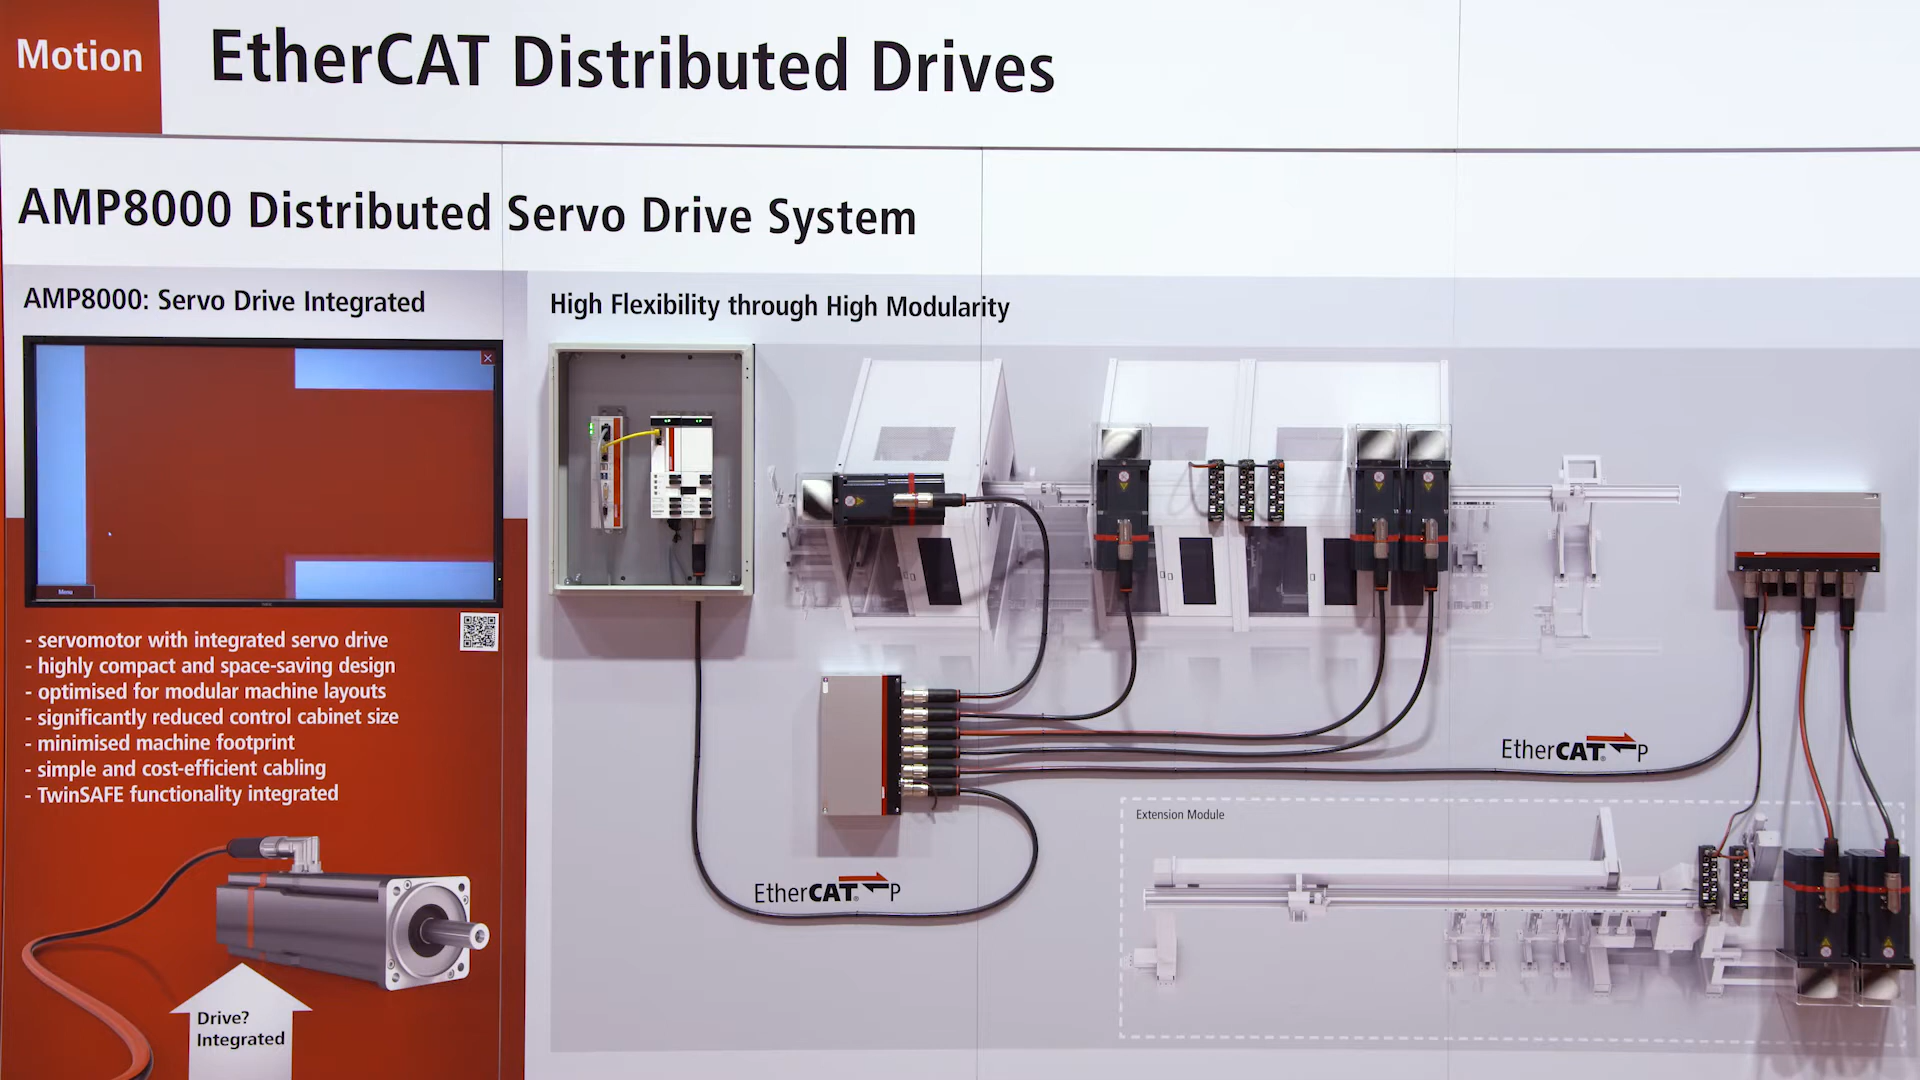 Motion
EtherCAT Distributed Drives
AMP8000 Distributed Servo Drive System
AMP8000: Servo Drive Integrated
High Flexibility through High Modularity
Menu
- servomotor with integrated servo drive
- highly compact and space-saving design
- optimised for modular machine layouts
- significantly reduced control cabinet size
- minimised machine footprint
- simple and cost-efficient cabling
- TwinSAFE functionality integrated
EtherCAT® P
Extension Module
EtherCAT® P
Drive?
Integrated